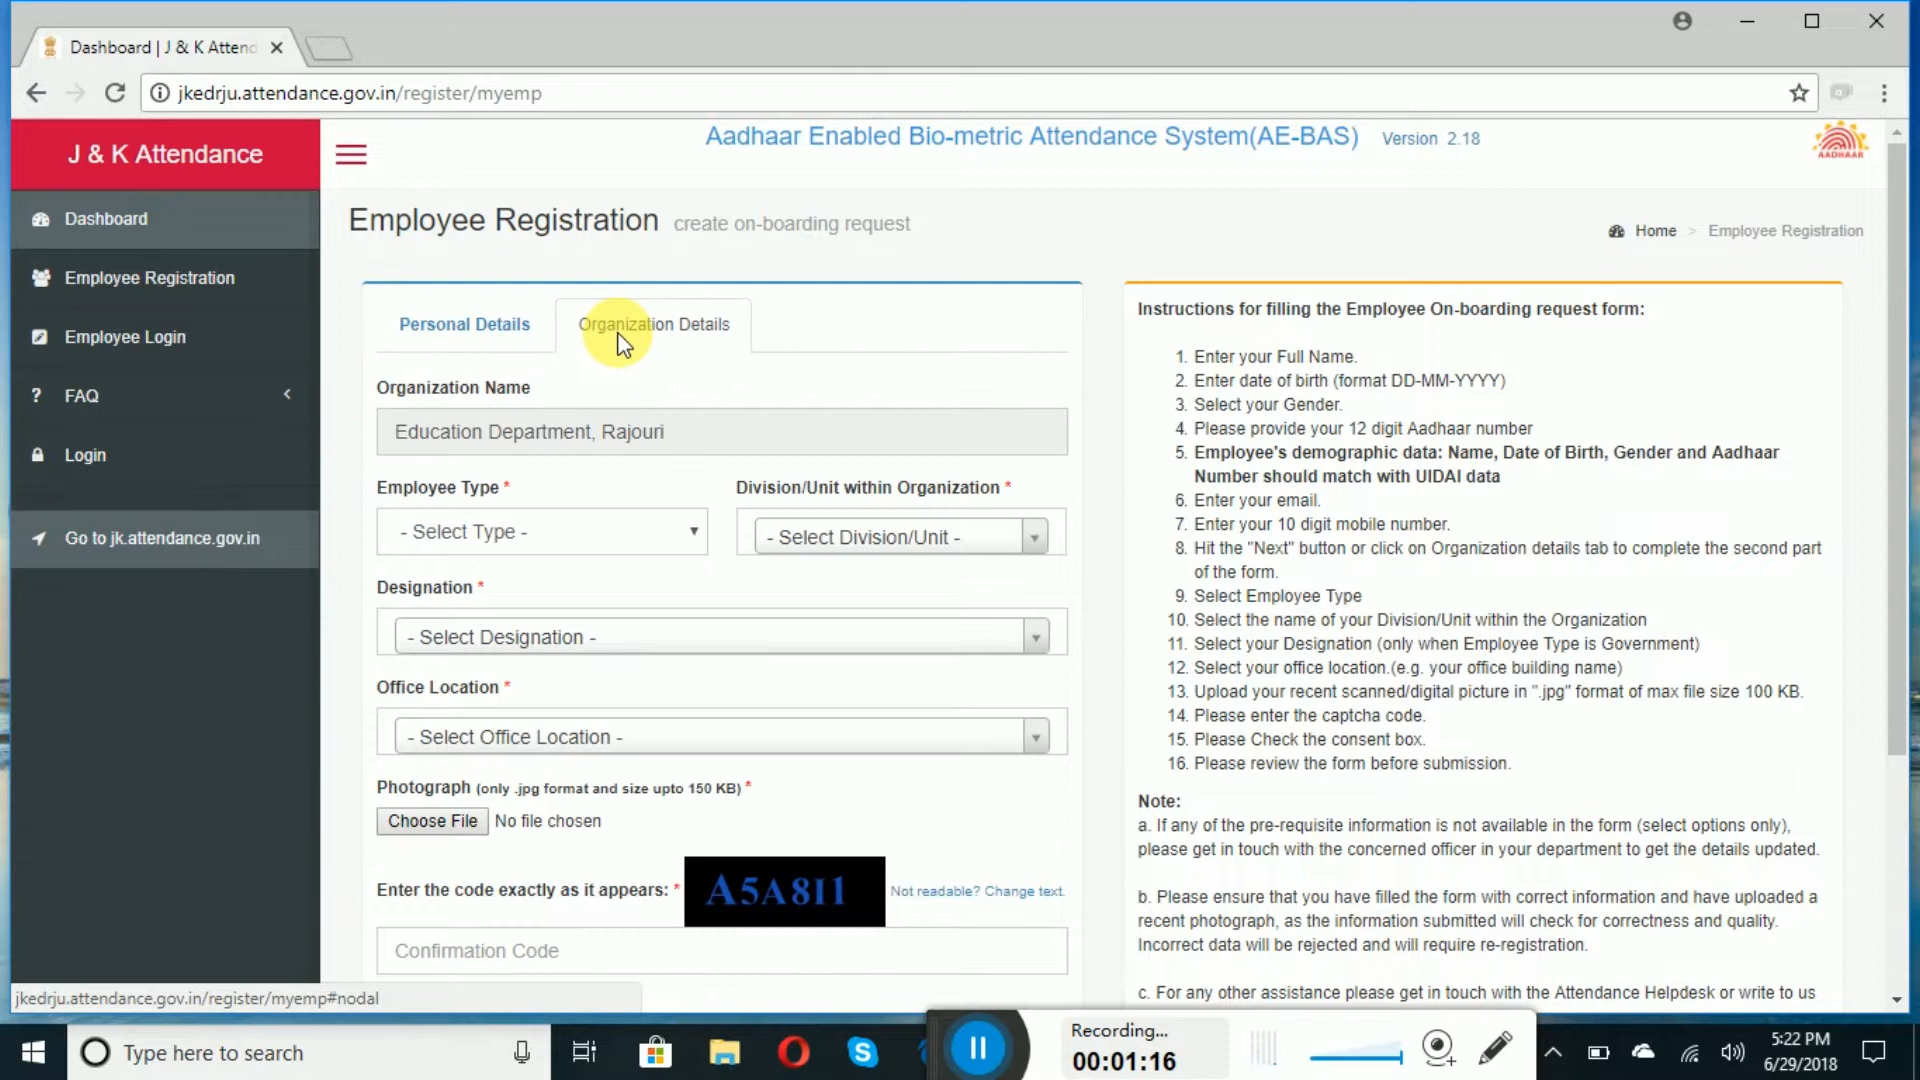 Dashboard | J & K Attend
jkedrju.attendance.gov.in/register/myemp
J & K Attendance
Aadhaar Enabled Bio-metric Attendance System(AE-BAS) Version 2.18
AADHAAR
Dashboard
Employee Registration
Employee Login
FAQ
Login
Go to jk.attendance.gov.in
Employee Registration create on-boarding request
Home > Employee Registration
Personal Details
Organization Details
Organization Name
Education Department, Rajouri
Employee Type *
Division/Unit within Organization *
- Select Type -
- Select Division/Unit -
Designation *
- Select Designation -
Office Location *
- Select Office Location -
Photograph (only .jpg format and size upto 150 KB) *
Choose File No file chosen
Enter the code exactly as it appears: *
A5A8I1
Not readable? Change text.
Confirmation Code
Instructions for filling the Employee On-boarding request form:
1. Enter your Full Name.
2. Enter date of birth (format DD-MM-YYYY)
3. Select your Gender.
4. Please provide your 12 digit Aadhaar number
5. Employee's demographic data: Name, Date of Birth, Gender and Aadhaar
Number should match with UIDAI data
6. Enter your email.
7. Enter your 10 digit mobile number.
8. Hit the "Next" button or click on Organization details tab to complete the second part
of the form.
9. Select Employee Type
10. Select the name of your Division/Unit within the Organization
11. Select your Designation (only when Employee Type is Government)
12. Select your office location.(e.g. your office building name)
13. Upload your recent scanned/digital picture in ".jpg" format of max file size 100 KB.
14. Please enter the captcha code.
15. Please Check the consent box.
16. Please review the form before submission.
Note:
a. If any of the pre-requisite information is not available in the form (select options only),
please get in touch with the concerned officer in your department to get the details updated.
b. Please ensure that you have filled the form with correct information and have uploaded a
recent photograph, as the information submitted will check for correctness and quality.
Incorrect data will be rejected and will require re-registration.
c. For any other assistance please get in touch with the Attendance Helpdesk or write to us
jkedrju.attendance.gov.in/register/myemp#nodal
Type here to search
Recording...
00:01:16
5:22 PM
6/29/2018